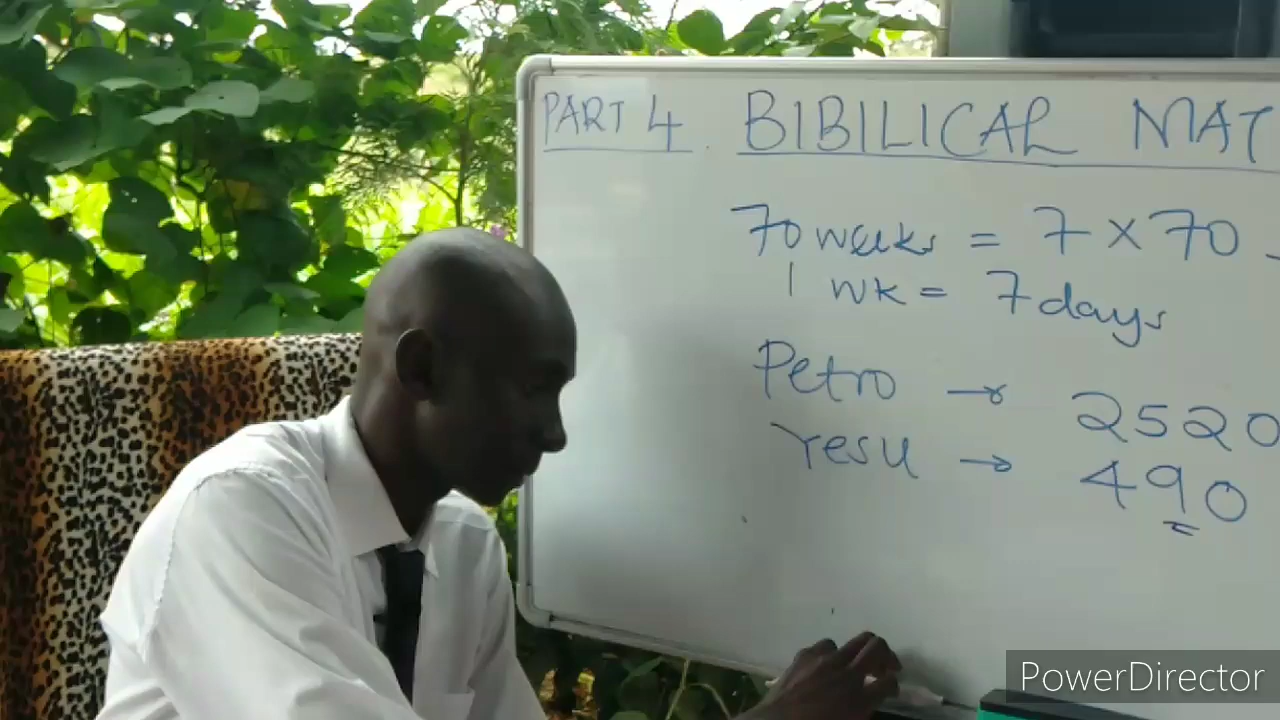 PART 4 BIBILICAL MAT
70 weeks = 7 × 70
1 wk = 7 days
Petro → 2520
Yesu → 490
PowerDirector